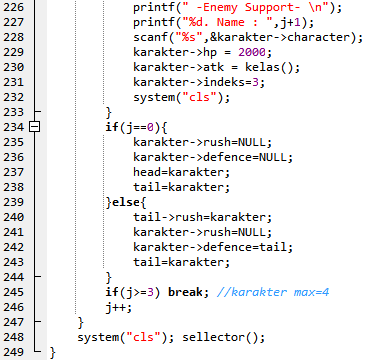 226 printf(" -Enemy Support- \n");
227 printf("%d. Name : ",j+1);
228 scanf("%s",&karakter->character);
229 karakter->hp = 2000;
230 karakter->atk = kelas();
231 karakter->indeks=3;
232 system("cls");
233 }
234 if(j==0){
235 karakter->rush=NULL;
236 karakter->defence=NULL;
237 head=karakter;
238 tail=karakter;
239 }else{
240 tail->rush=karakter;
241 karakter->rush=NULL;
242 karakter->defence=tail;
243 tail=karakter;
244 }
245 if(j>=3) break; //karakter max=4
246 j++;
247 }
248 system("cls"); sellector();
249 }